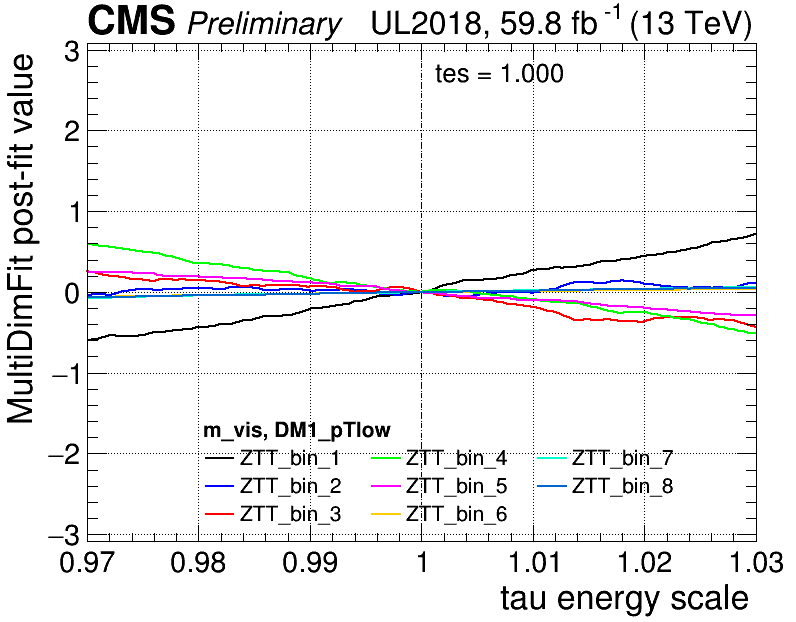 CMS Preliminary UL2018, 59.8 fb-1 (13 TeV)
MultiDimFit post-fit value
3
2
1
0
−1
−2
−3
tes = 1.000
m_vis, DM1_pTlow
ZTT_bin_1 ZTT_bin_4 ZTT_bin_7
ZTT_bin_2 ZTT_bin_5 ZTT_bin_8
ZTT_bin_3 ZTT_bin_6
0.97 0.98 0.99 1 1.01 1.02 1.03
tau energy scale